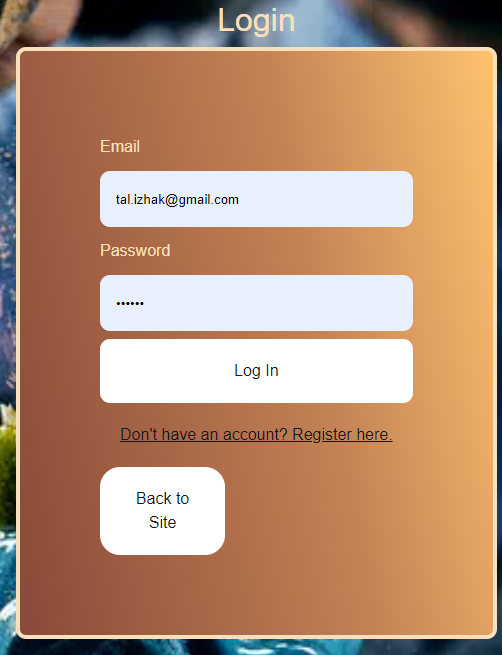 Login
Email
tal.izhak@gmail.com
Password
••••••
Log In
Don't have an account? Register here.
Back to
Site